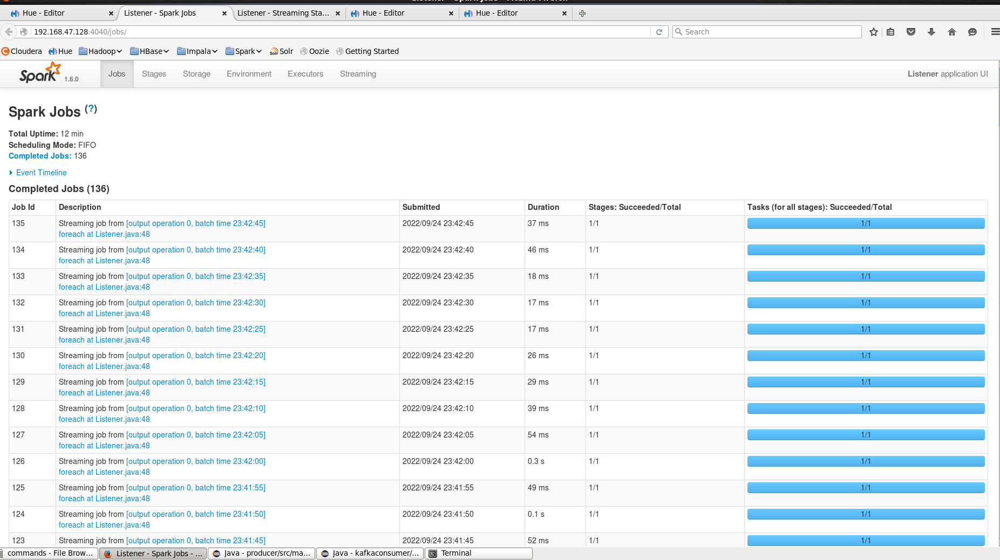 Hue - Editor
Listener - Spark Jobs
Listener - Streaming Sta...
Hue - Editor
Hue - Editor
192.168.47.128:4040/jobs/
Search
Cloudera Hue Hadoop HBase Impala Spark Solr Oozie Getting Started
Spark 1.6.0 Jobs Stages Storage Environment Executors Streaming Listener application UI
Spark Jobs (?)
Total Uptime: 12 min
Scheduling Mode: FIFO
Completed Jobs: 136
Event Timeline
Completed Jobs (136)
Job Id Description Submitted Duration Stages: Succeeded/Total Tasks (for all stages): Succeeded/Total
135 Streaming job from [output operation 0, batch time 23:42:45] 2022/09/24 23:42:45 37 ms 1/1 1/1
foreach at Listener.java:48
134 Streaming job from [output operation 0, batch time 23:42:40] 2022/09/24 23:42:40 46 ms 1/1 1/1
foreach at Listener.java:48
133 Streaming job from [output operation 0, batch time 23:42:35] 2022/09/24 23:42:35 18 ms 1/1 1/1
foreach at Listener.java:48
132 Streaming job from [output operation 0, batch time 23:42:30] 2022/09/24 23:42:30 17 ms 1/1 1/1
foreach at Listener.java:48
131 Streaming job from [output operation 0, batch time 23:42:25] 2022/09/24 23:42:25 17 ms 1/1 1/1
foreach at Listener.java:48
130 Streaming job from [output operation 0, batch time 23:42:20] 2022/09/24 23:42:20 26 ms 1/1 1/1
foreach at Listener.java:48
129 Streaming job from [output operation 0, batch time 23:42:15] 2022/09/24 23:42:15 29 ms 1/1 1/1
foreach at Listener.java:48
128 Streaming job from [output operation 0, batch time 23:42:10] 2022/09/24 23:42:10 39 ms 1/1 1/1
foreach at Listener.java:48
127 Streaming job from [output operation 0, batch time 23:42:05] 2022/09/24 23:42:05 54 ms 1/1 1/1
foreach at Listener.java:48
126 Streaming job from [output operation 0, batch time 23:42:00] 2022/09/24 23:42:00 0.3 s 1/1 1/1
foreach at Listener.java:48
125 Streaming job from [output operation 0, batch time 23:41:55] 2022/09/24 23:41:55 49 ms 1/1 1/1
foreach at Listener.java:48
124 Streaming job from [output operation 0, batch time 23:41:50] 2022/09/24 23:41:50 0.1 s 1/1 1/1
foreach at Listener.java:48
123 Streaming job from [output operation 0, batch time 23:41:45] 2022/09/24 23:41:45 52 ms 1/1 1/1
commands - File Brow...
Listener - Spark Jobs - ...
Java - producer/src/ma...
Java - kafkaconsumer/...
Terminal